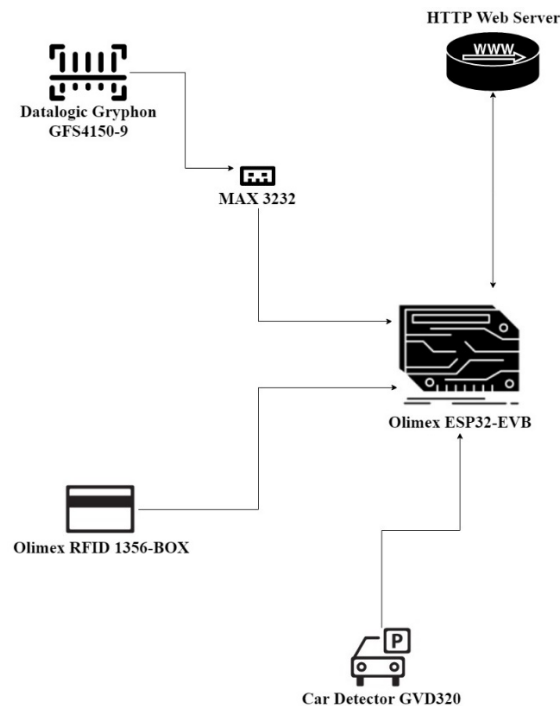 HTTP Web Server
WWW
Datalogic Gryphon
GFS4150-9
MAX 3232
Olimex ESP32-EVB
Olimex RFID 1356-BOX
P
Car Detector GVD320